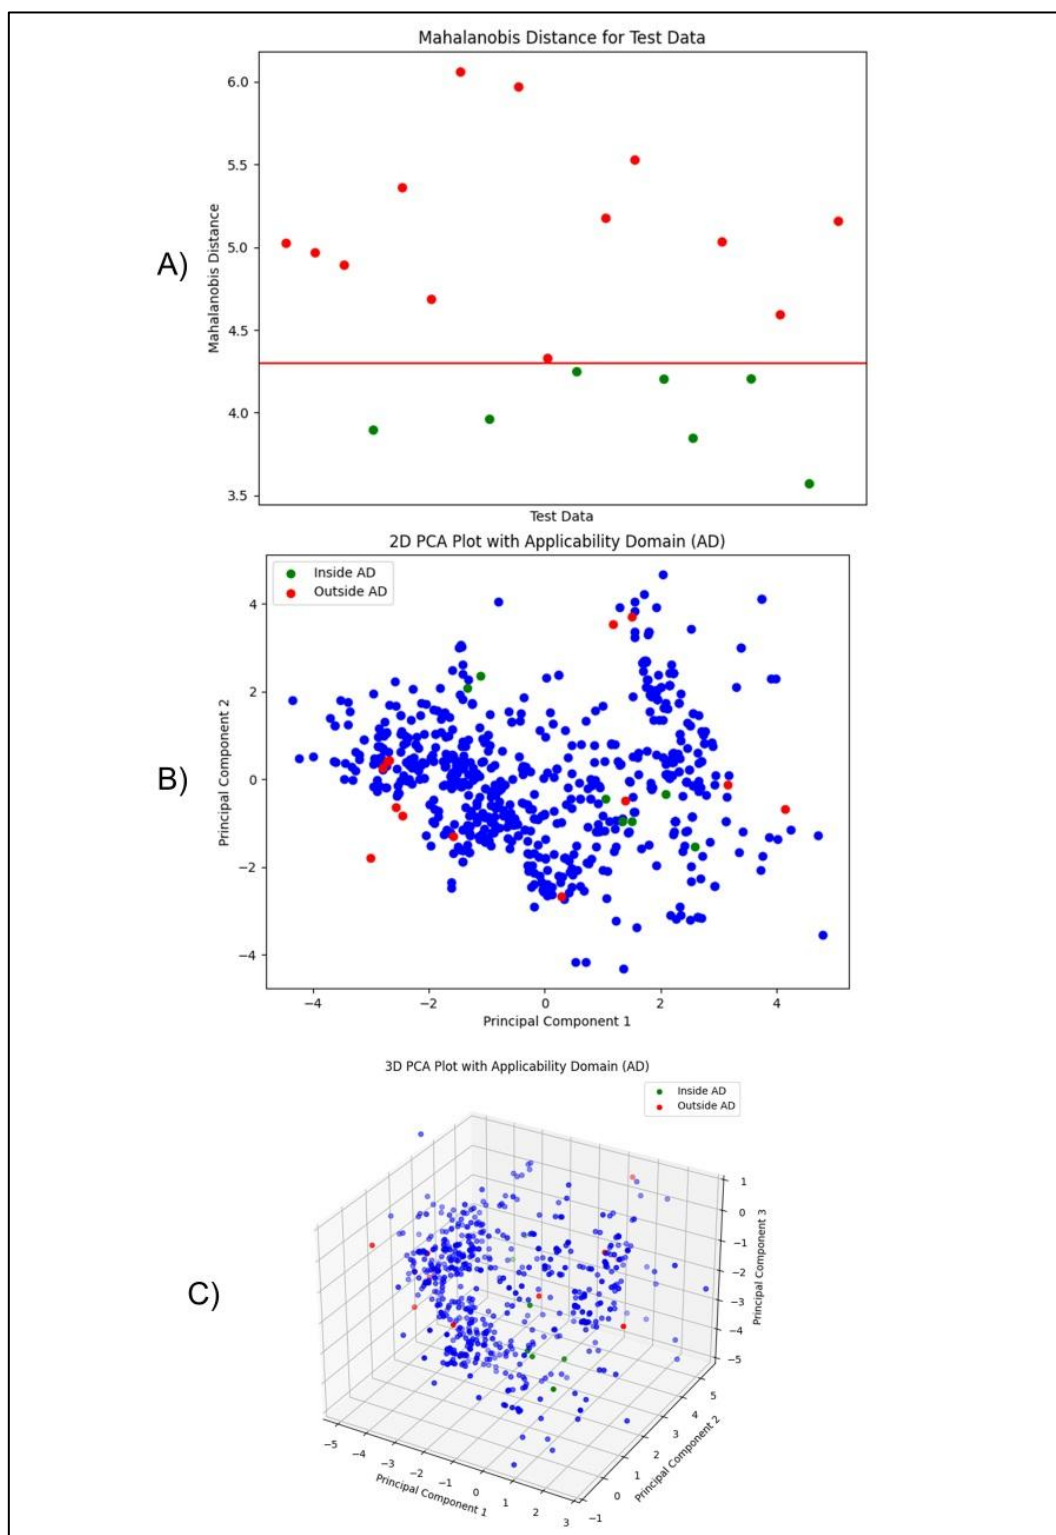 Mahalanobis Distance for Test Data
6.0
5.5
5.0
4.5
4.0
3.5
Mahalanobis Distance
A)
Test Data
2D PCA Plot with Applicability Domain (AD)
Inside AD
Outside AD
4
2
0
−2
−4
Principal Component 2
B)
−4 −2 0 2 4
Principal Component 1
3D PCA Plot with Applicability Domain (AD)
Inside AD
Outside AD
C)
1
0
−1
−2
−3
−4
−5
Principal Component 3
5
4
3
2
1
0
−1
Principal Component 2
−5 −4 −3 −2 −1 0 1 2 3
Principal Component 1